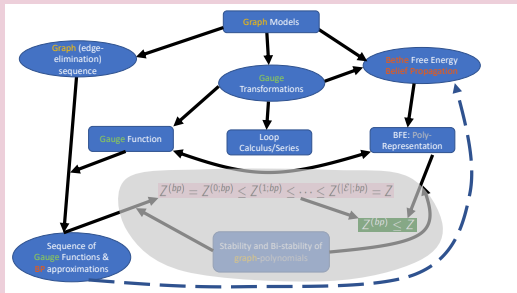 Graph Models
Graph (edge-
elimination)
sequence
Gauge
Transformations
Bethe Free Energy
Belief Propagation
Gauge Function
Loop
Calculus/Series
BFE: Poly-
Representation
Z^{(bp)} = Z^{(0;bp)} ≤ Z^{(1;bp)} ≤ ⋯ ≤ Z^{(|ℰ|;bp)} = Z
Z^{(bp)} ≤ Z
Sequence of
Gauge Functions &
BP approximations
Stability and Bi-stability of
graph-polynomials